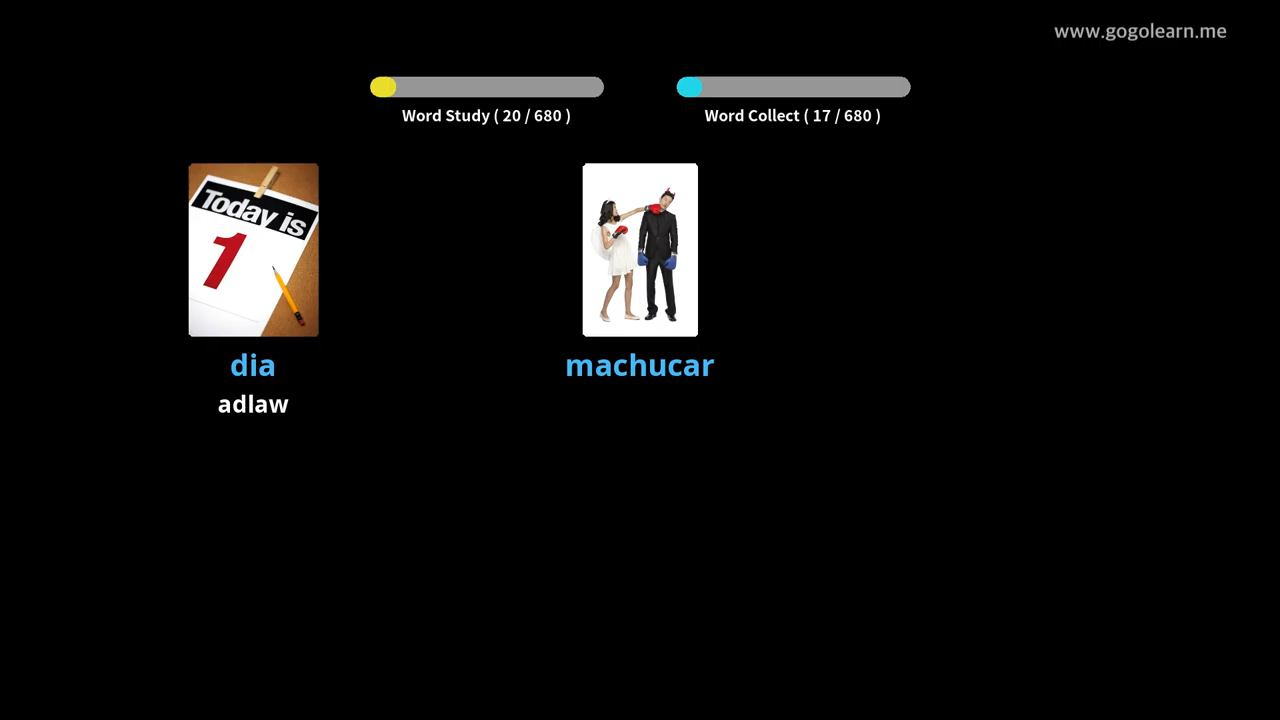 www.gogolearn.me
Word Study ( 20 / 680 )
Word Collect ( 17 / 680 )
Today is
1
dia
adlaw
machucar